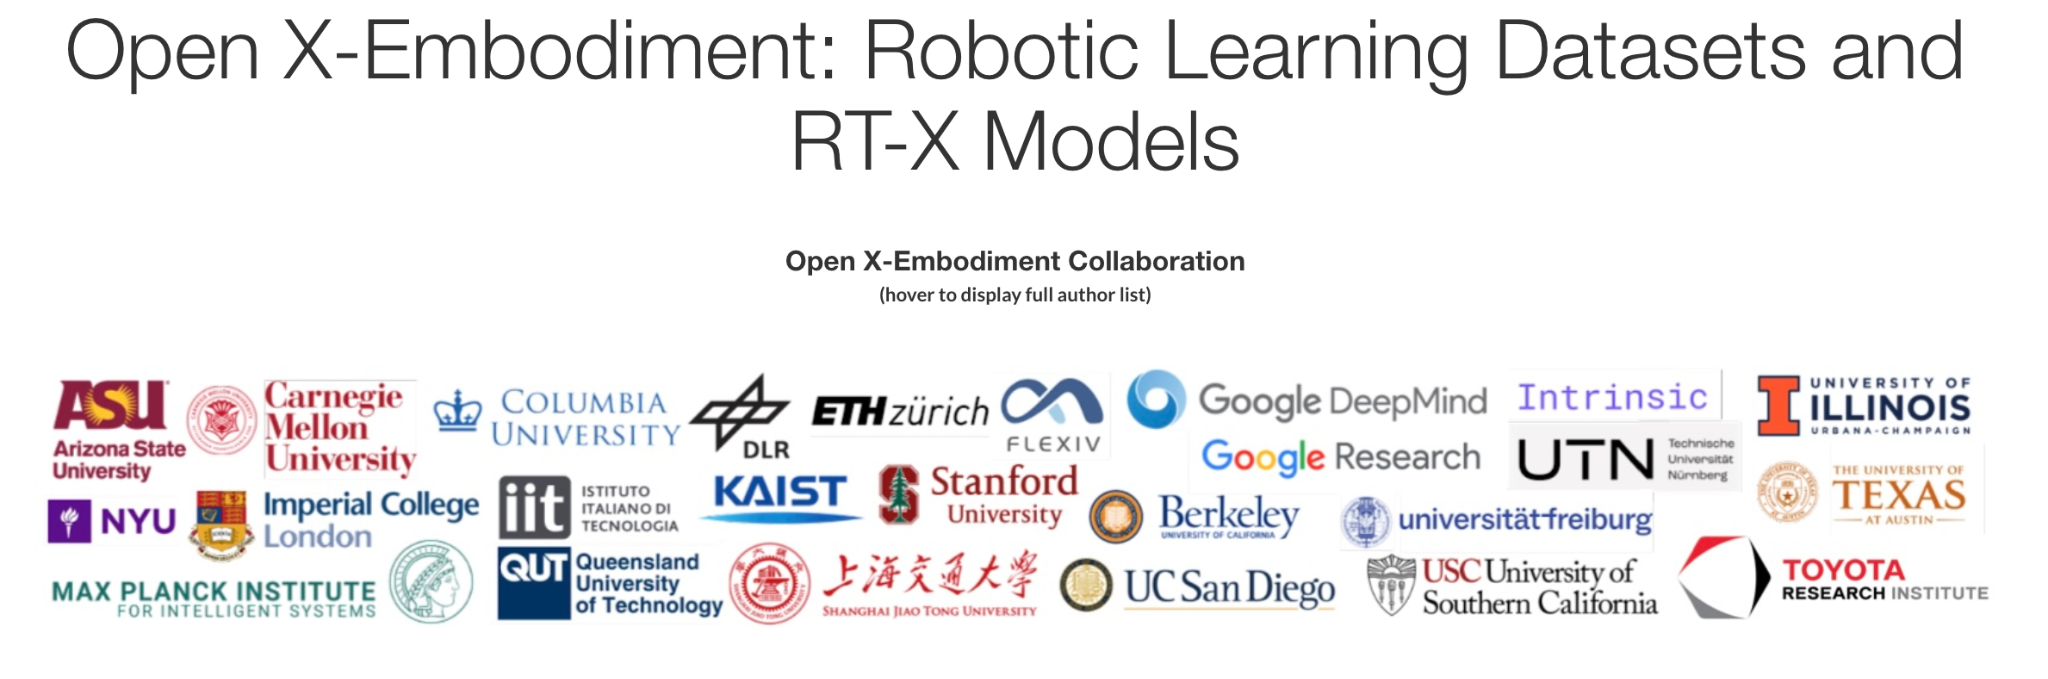 Open X-Embodiment: Robotic Learning Datasets and
RT-X Models
Open X-Embodiment Collaboration
(hover to display full author list)
ASU
Arizona State
University
Carnegie
Mellon
University
COLUMBIA
UNIVERSITY
DLR
ETH zürich
FLEXIV
Google DeepMind
Google Research
Intrinsic
UTN
Technische
Universität
Nürnberg
UNIVERSITY OF
ILLINOIS
URBANA-CHAMPAIGN
NYU
Imperial College
London
iit
ISTITUTO
ITALIANO DI
TECNOLOGIA
KAIST
Stanford
University
Berkeley
UNIVERSITY OF CALIFORNIA
universität freiburg
THE UNIVERSITY OF
TEXAS
AT AUSTIN
MAX PLANCK INSTITUTE
FOR INTELLIGENT SYSTEMS
QUT
Queensland
University
of Technology
上海交通大學
SHANGHAI JIAO TONG UNIVERSITY
UC San Diego
USC University of
Southern California
TOYOTA
RESEARCH INSTITUTE